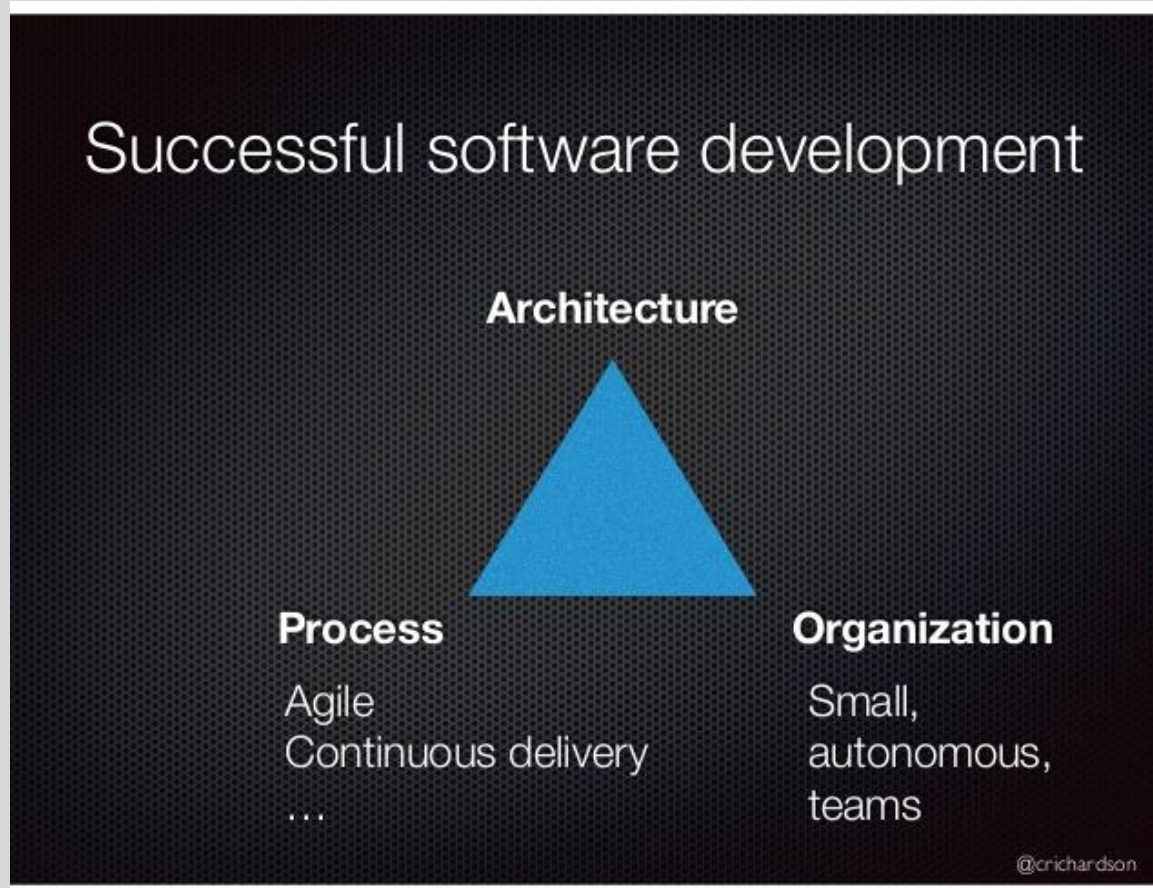 Successful software development
Architecture
Process
Agile
Continuous delivery
…
Organization
Small,
autonomous,
teams
@crichardson